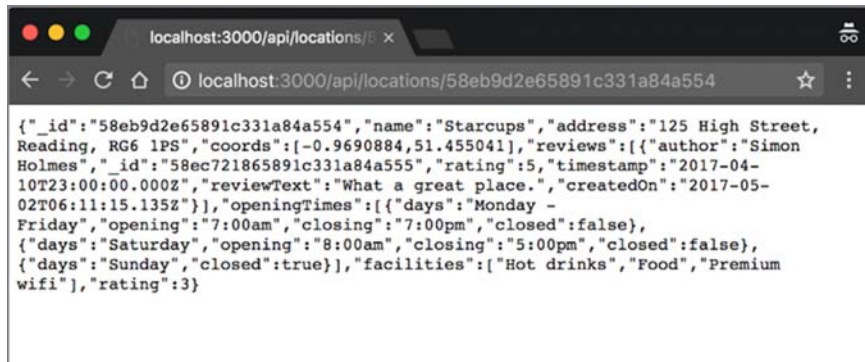 localhost:3000/api/locations/5
localhost:3000/api/locations/58eb9d2e65891c331a84a554
{"_id":"58eb9d2e65891c331a84a554","name":"Starcups","address":"125 High Street,
Reading, RG6 1PS","coords":[-0.9690884,51.455041],"reviews":[{"author":"Simon
Holmes","_id":"58ec721865891c331a84a555","rating":5,"timestamp":"2017-04-
10T23:00:00.000Z","reviewText":"What a great place.","createdOn":"2017-05-
02T06:11:15.135Z"}],"openingTimes":[{"days":"Monday -
Friday","opening":"7:00am","closing":"7:00pm","closed":false},
{"days":"Saturday","opening":"8:00am","closing":"5:00pm","closed":false},
{"days":"Sunday","closed":true}],"facilities":["Hot drinks","Food","Premium
wifi"],"rating":3}